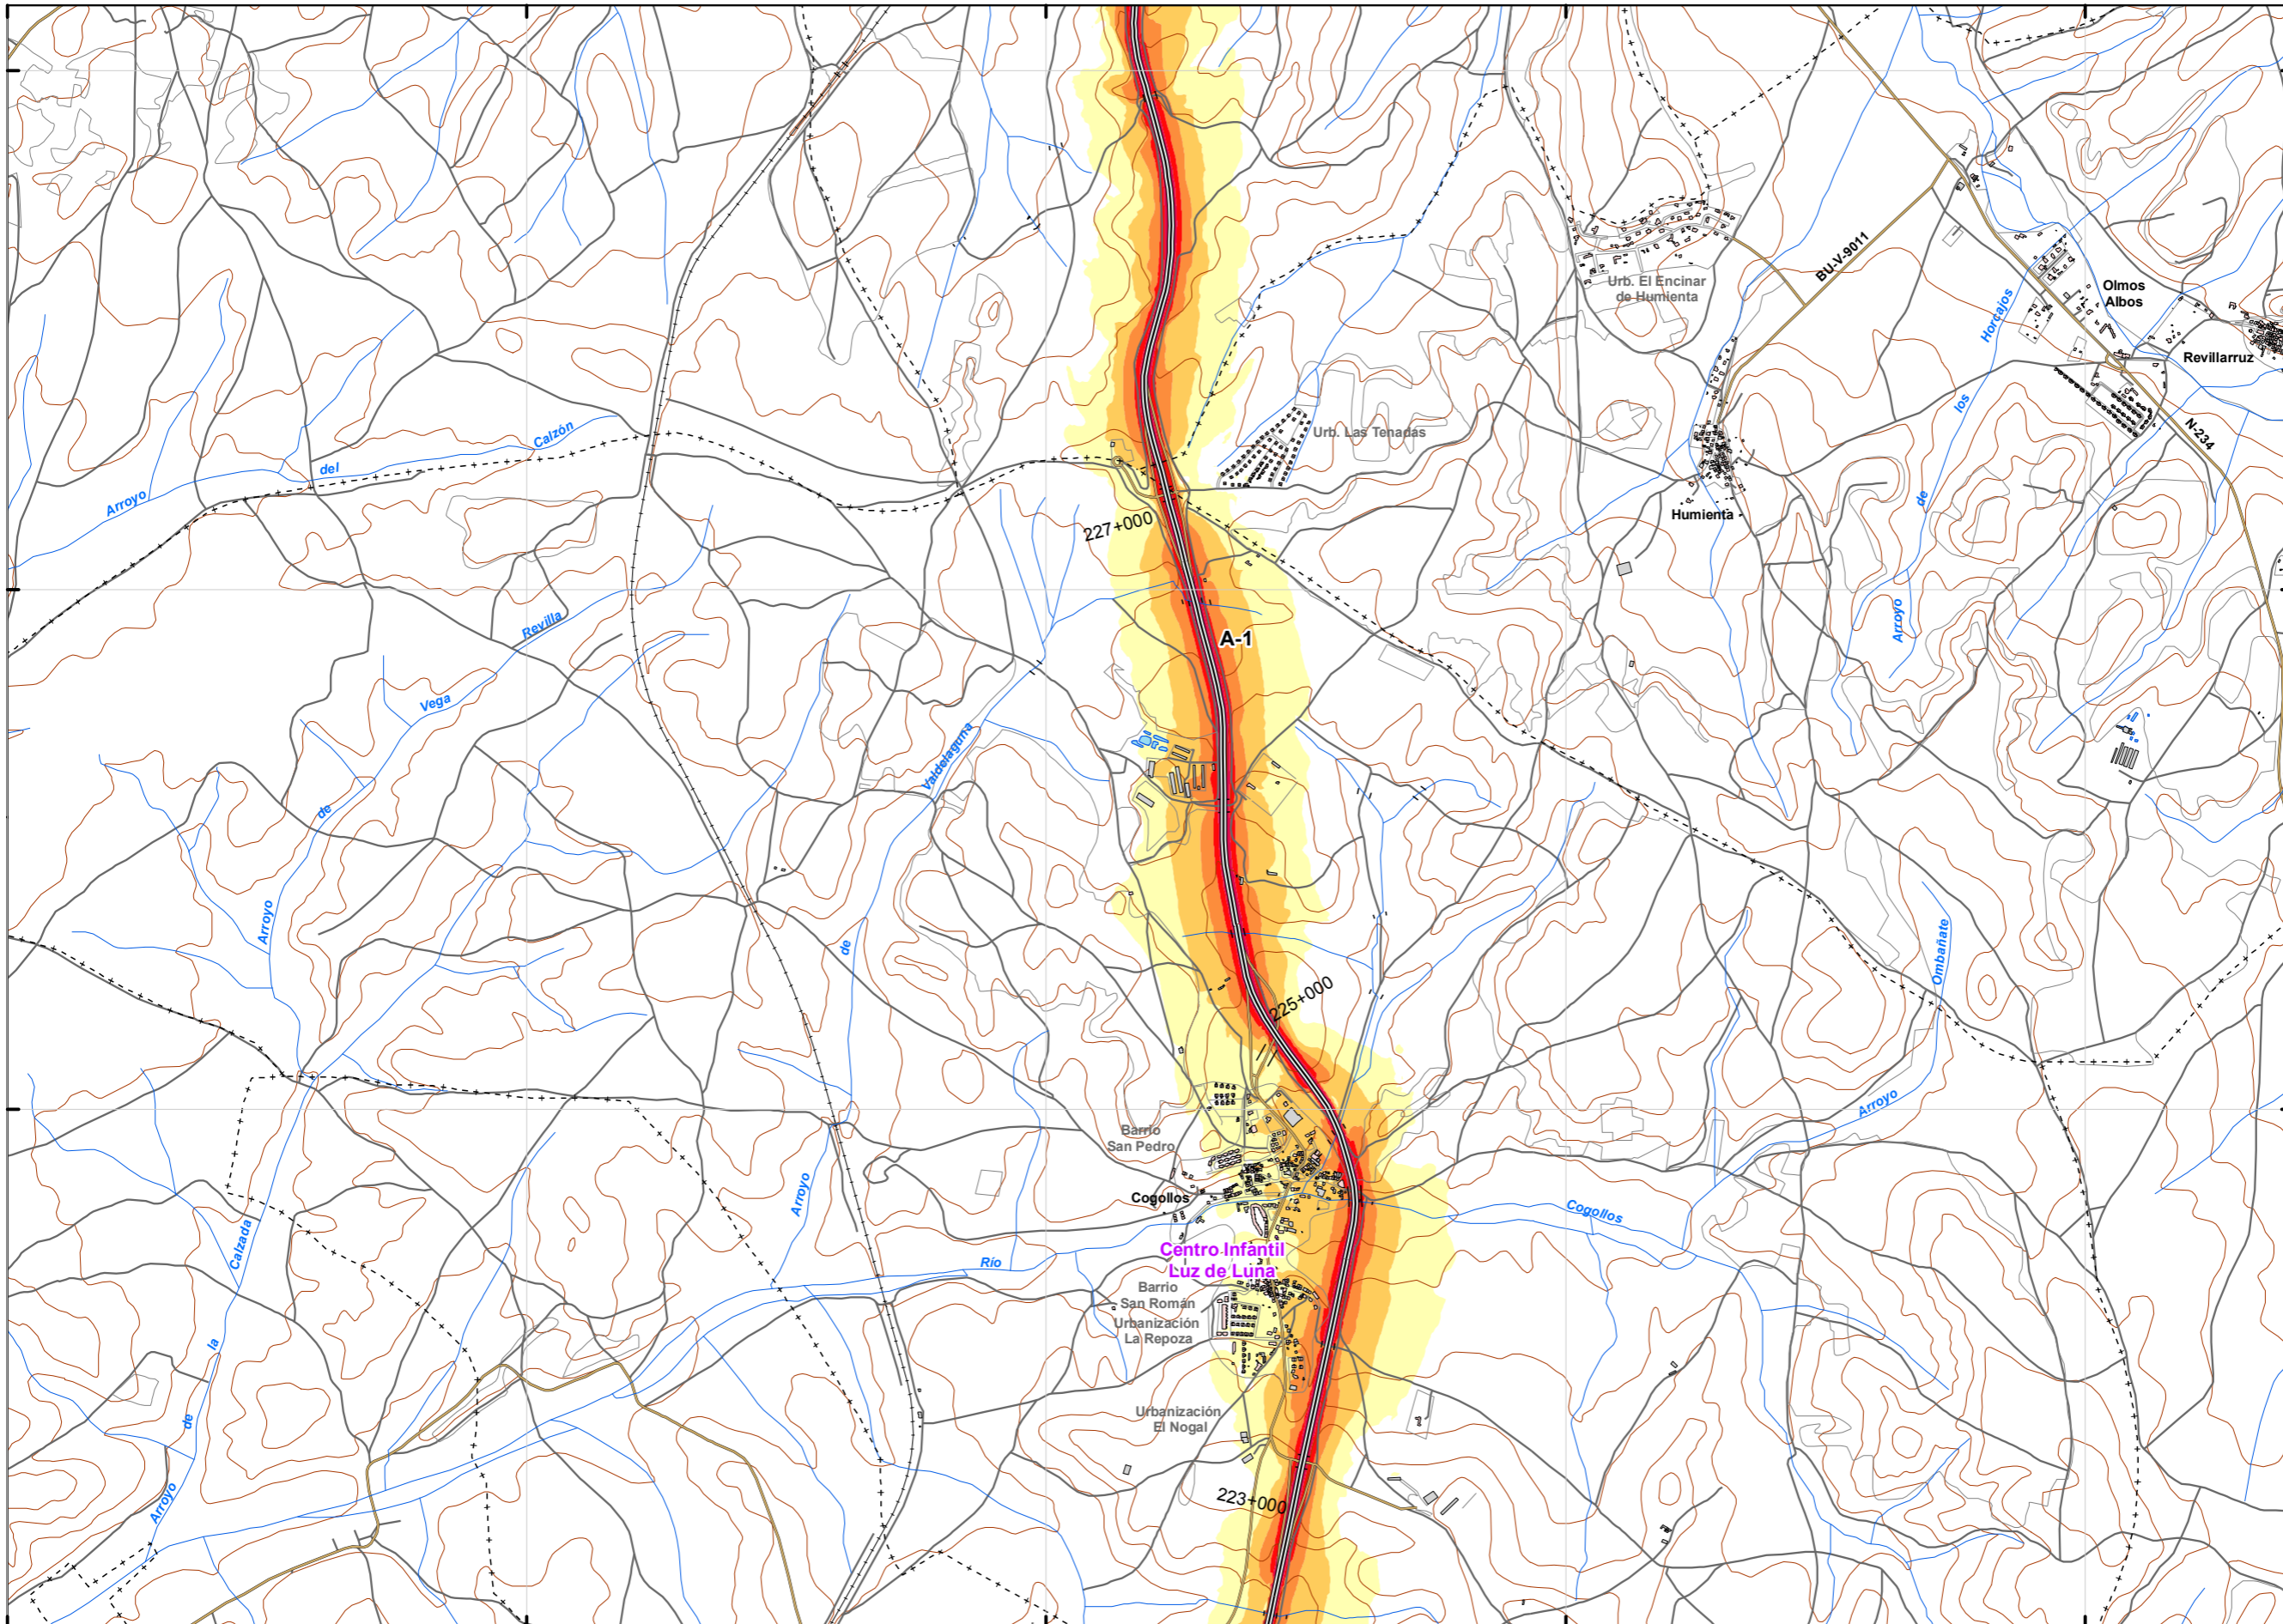 BU-V-9011
Urb. El Encinar
de Humienta
Olmos
Albos
Horcajos
los
de
Arroyo
Revillarruz
N-234
Urb. Las Tenadas
Humienta
Arroyo
del
Calzón
227+000
A-1
Revilla
Vega
de
Arroyo
Valdelaguna
de
Arroyo
225+000
Ombañate
Arroyo
Barrio
San Pedro
Cogollos
Cogollos
Río
Centro Infantil
Luz de Luna
Barrio
San Román
Urbanización
La Repoza
Urbanización
El Nogal
223+000
Calzada
la
de
Arroyo